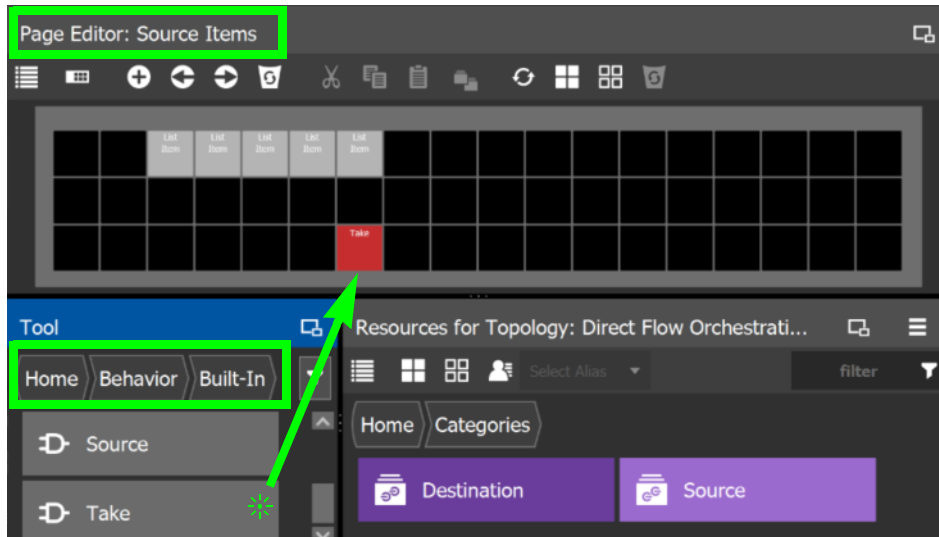 Page Editor: Source Items
List Item
List Item
List Item
List Item
List Item
Take
Tool
Resources for Topology: Direct Flow Orchestrati...
Home Behavior Built-In
Select Alias
filter
Home Categories
Source
Take
Destination
Source